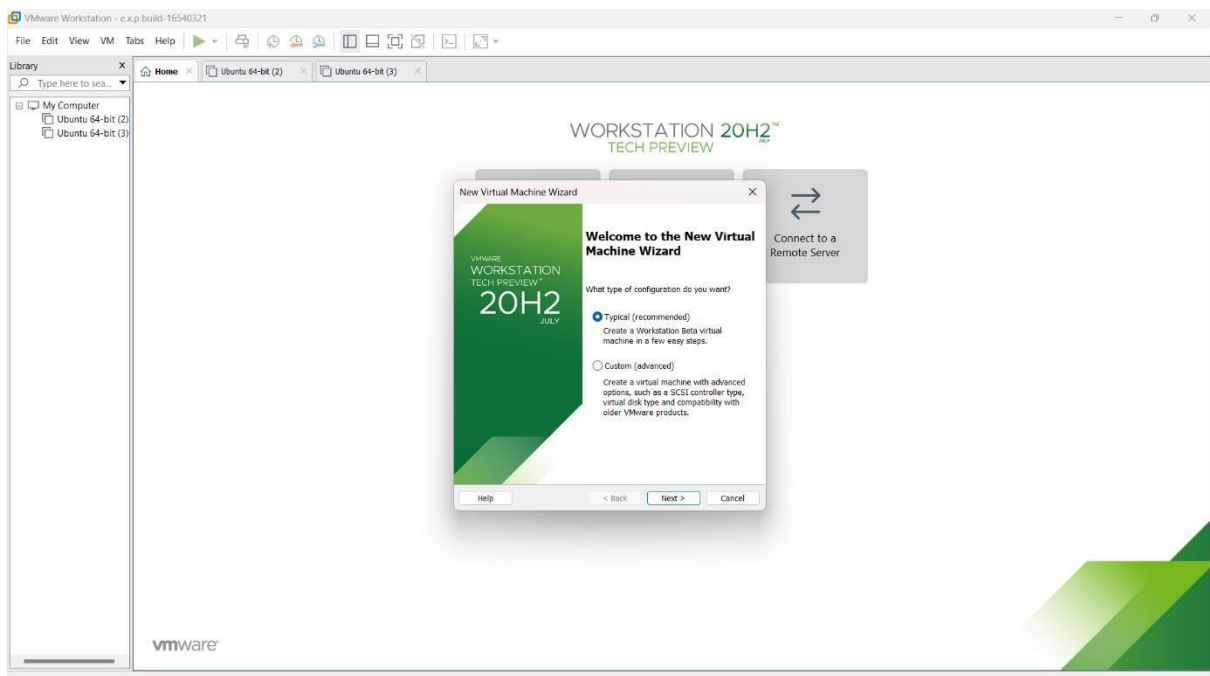 VMware Workstation - e.x.p build-16540321
File Edit View VM Tabs Help
Library X
Type here to sea...
Home
Ubuntu 64-bit (2)
Ubuntu 64-bit (3)
My Computer
Ubuntu 64-bit (2)
Ubuntu 64-bit (3)
WORKSTATION 20H2™
JULY
TECH PREVIEW
Connect to a
Remote Server
New Virtual Machine Wizard
VMWARE
WORKSTATION
TECH PREVIEW™
20H2
JULY
Welcome to the New Virtual
Machine Wizard
What type of configuration do you want?
Typical (recommended)
Create a Workstation Beta virtual
machine in a few easy steps.
Custom (advanced)
Create a virtual machine with advanced
options, such as a SCSI controller type,
virtual disk type and compatibility with
older VMware products.
Help < Back Next > Cancel
vmware